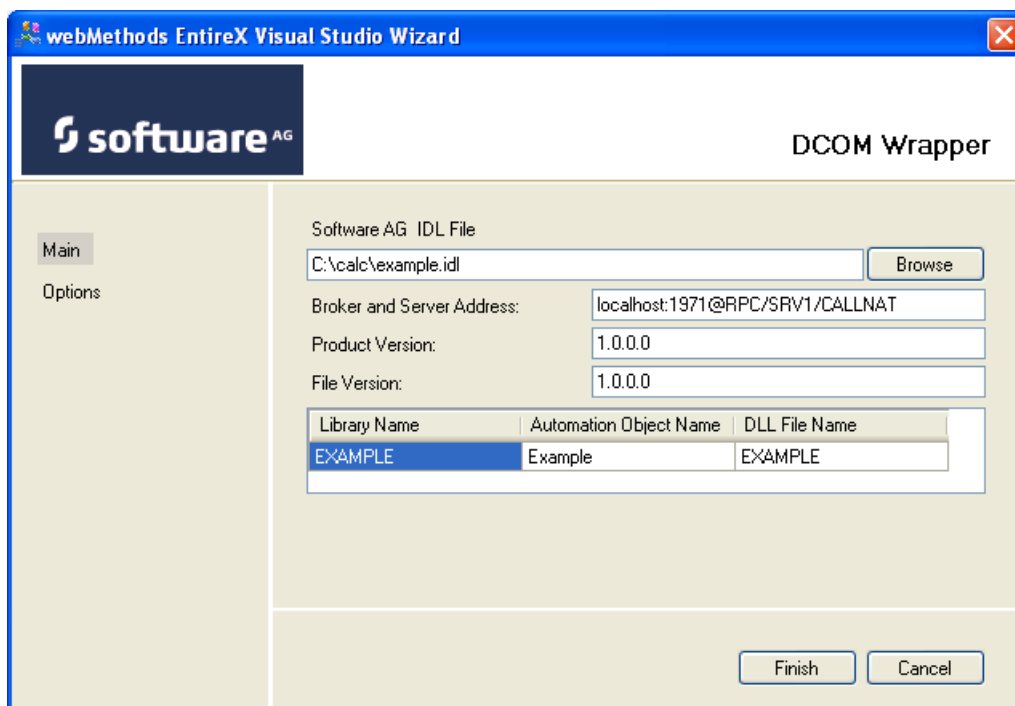 webMethods EntireX Visual Studio Wizard
software AG
DCOM Wrapper
Main
Options
Software AG IDL File
C:\calc\example.idl
Browse
Broker and Server Address:
localhost:1971@RPC/SRV1/CALLNAT
Product Version:
1.0.0.0
File Version:
1.0.0.0
Library Name Automation Object Name DLL File Name
EXAMPLE Example EXAMPLE
Finish Cancel